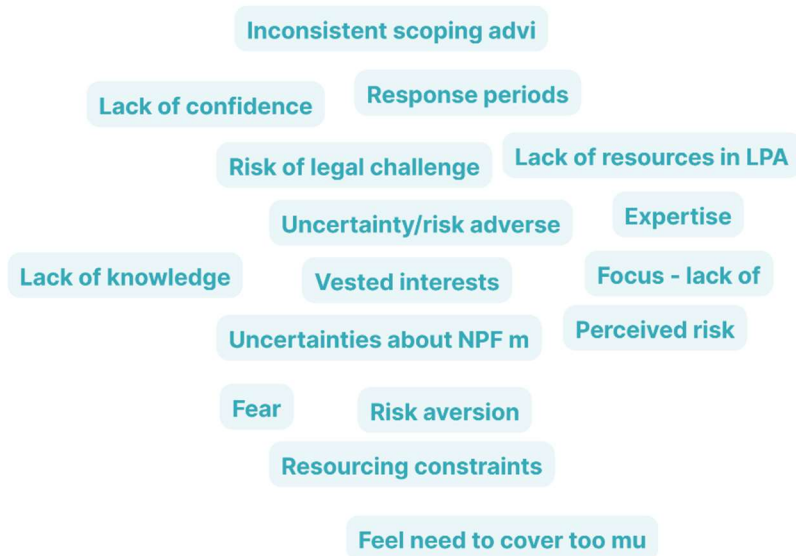 Inconsistent scoping advi
Response periods
Lack of confidence
Lack of resources in LPA
Risk of legal challenge
Expertise
Uncertainty/risk adverse
Focus - lack of
Lack of knowledge
Vested interests
Perceived risk
Uncertainties about NPF m
Fear
Risk aversion
Resourcing constraints
Feel need to cover too mu